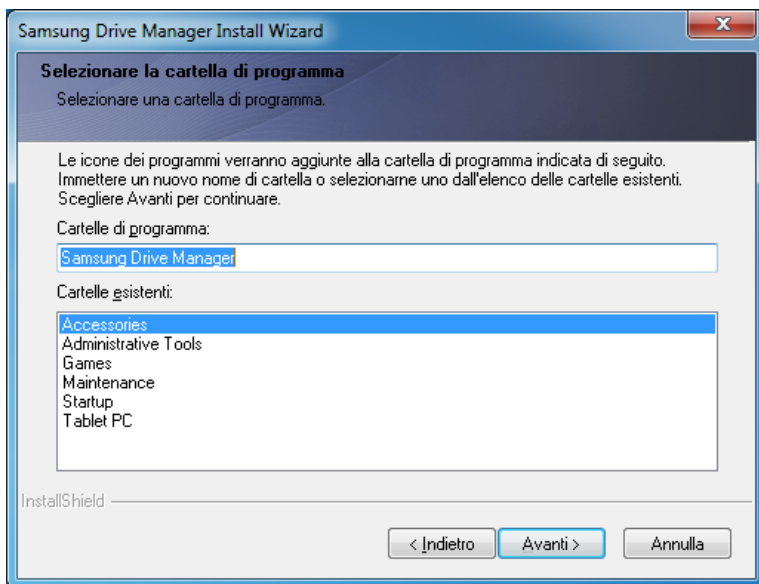 Samsung Drive Manager Install Wizard
Selezionare la cartella di programma
Selezionare una cartella di programma.
Le icone dei programmi verranno aggiunte alla cartella di programma indicata di seguito.
Immettere un nuovo nome di cartella o selezionarne uno dall'elenco delle cartelle esistenti.
Scegliere Avanti per continuare.
Cartelle di programma:
Samsung Drive Manager
Cartelle esistenti:
Accessories
Administrative Tools
Games
Maintenance
Startup
Tablet PC
InstallShield
< Indietro Avanti > Annulla